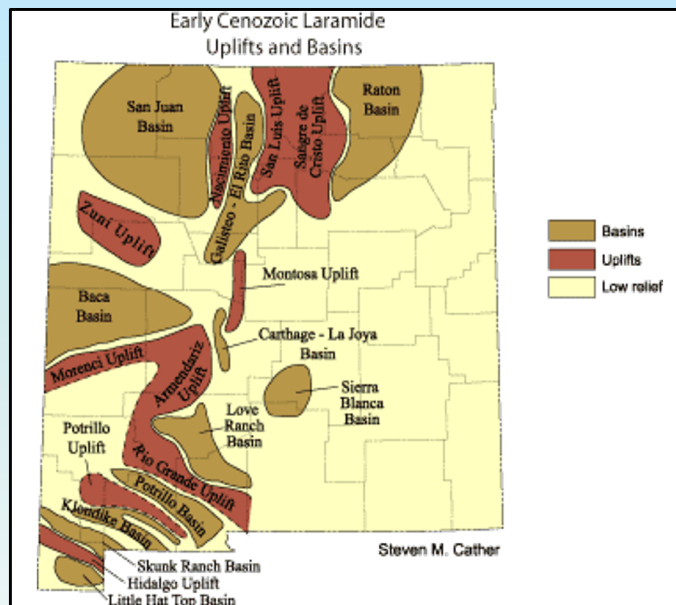 Early Cenozoic Laramide
Uplifts and Basins
San Juan
Basin
Nacimiento Uplift
Galisteo - El Rito Basin
San Luis Uplift
Sangre de
Cristo Uplift
Raton
Basin
Zuni Uplift
Montosa Uplift
Baca
Basin
Carthage - La Joya
Basin
Morenci Uplift
Armendariz
Uplift
Sierra
Blanca
Basin
Love
Ranch
Basin
Potrillo
Uplift
Rio Grande Uplift
Potrillo Basin
Klondike Basin
Skunk Ranch Basin
Hidalgo Uplift
Little Hat Top Basin
Basins
Uplifts
Low relief
Steven M. Cather